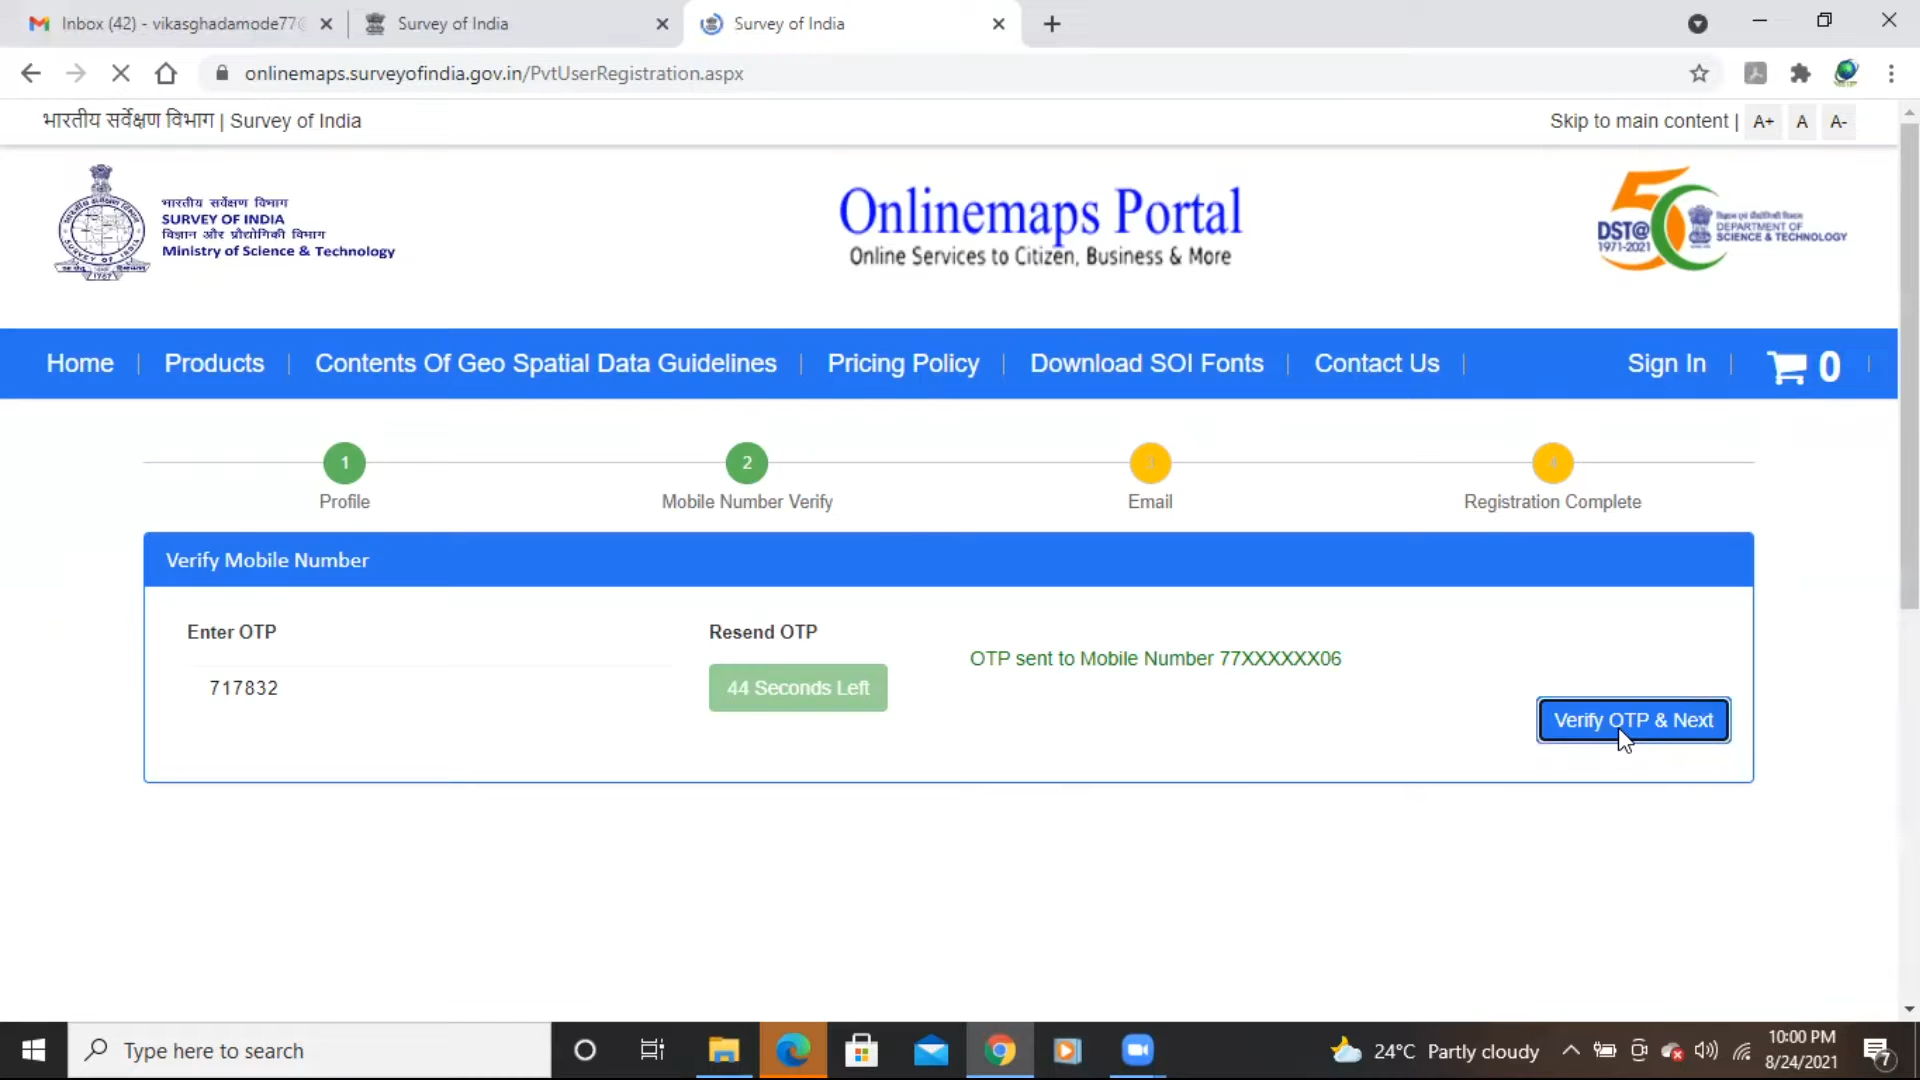 Inbox (42) - vikasghadamode77@
Survey of India
Survey of India
onlinemaps.surveyofindia.gov.in/PvtUserRegistration.aspx
भारतीय सर्वेक्षण विभाग | Survey of India
Skip to main content | A+ A A-
भारतीय सर्वेक्षण विभाग
SURVEY OF INDIA
विज्ञान और प्रौद्योगिकी विभाग
Ministry of Science & Technology
Onlinemaps Portal
Online Services to Citizen, Business & More
DST@50
1971-2021
DEPARTMENT OF
SCIENCE & TECHNOLOGY
Home | Products | Contents Of Geo Spatial Data Guidelines | Pricing Policy | Download SOI Fonts | Contact Us | Sign In | 0 |
1 2 3 4
Profile Mobile Number Verify Email Registration Complete
Verify Mobile Number
Enter OTP
Resend OTP
OTP sent to Mobile Number 77XXXXXX06
717832
44 Seconds Left
Verify OTP & Next
Type here to search
24°C Partly cloudy
10:00 PM
8/24/2021
7